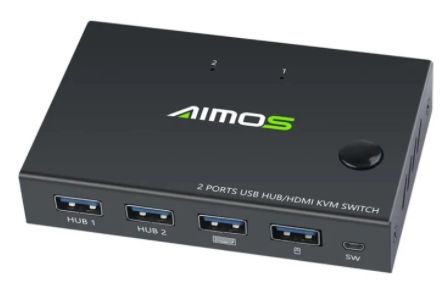 2
1
AIMOS
2 PORTS USB HUB/HDMI KVM SWITCH
HUB 1
HUB 2
SW